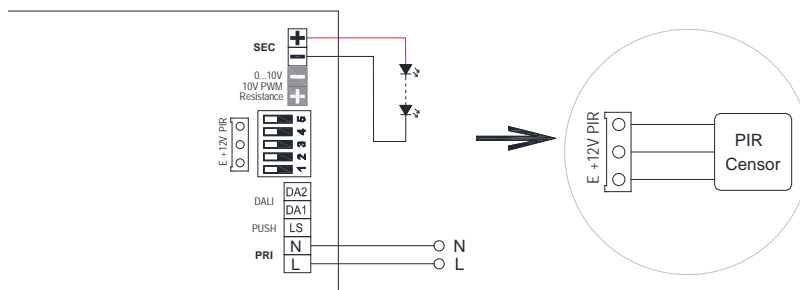 +
SEC
−
0...10V
−
10V PWM
Resistance
+
E +12V PIR
1 2 3 4 5
DALI
DA2
DA1
PUSH
LS
PRI
N
L
N
L
E +12V PIR
PIR
Censor